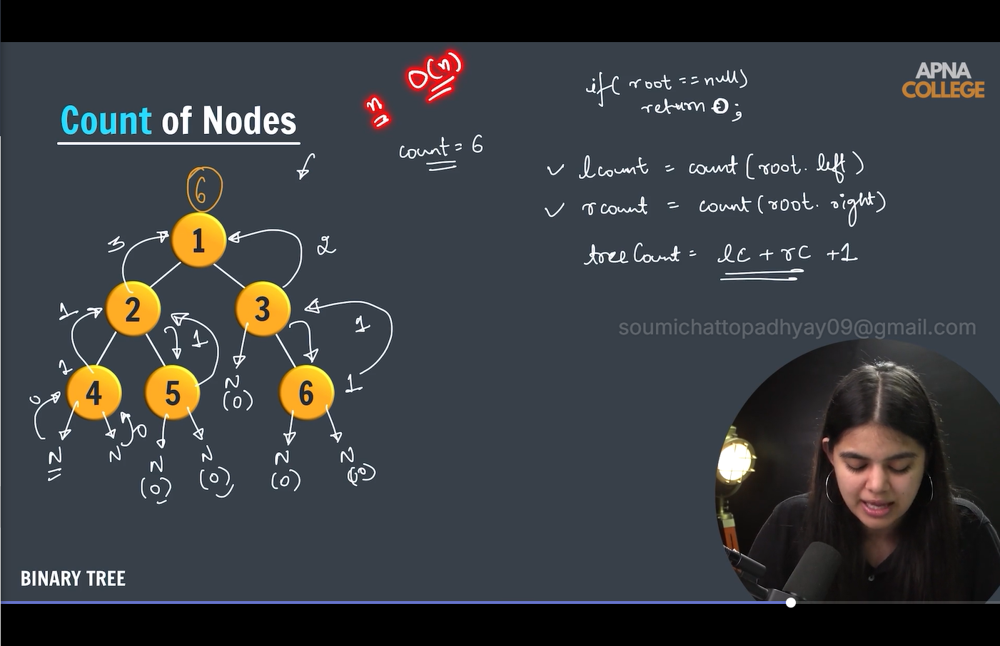 APNA
COLLEGE
Count of Nodes
n
O(n)
count = 6
if( root == null)
return 0;
lcount = count(root.left)
rcount = count(root.right)
treeCount = lC + rC +1
6
1
3
2
2
3
1
1
1
1
4
5
6
1
0
0
N
N
N
(0)
N
(0)
N
(0)
N
(0)
N
(0)
soumichattopadhyay09@gmail.com
BINARY TREE